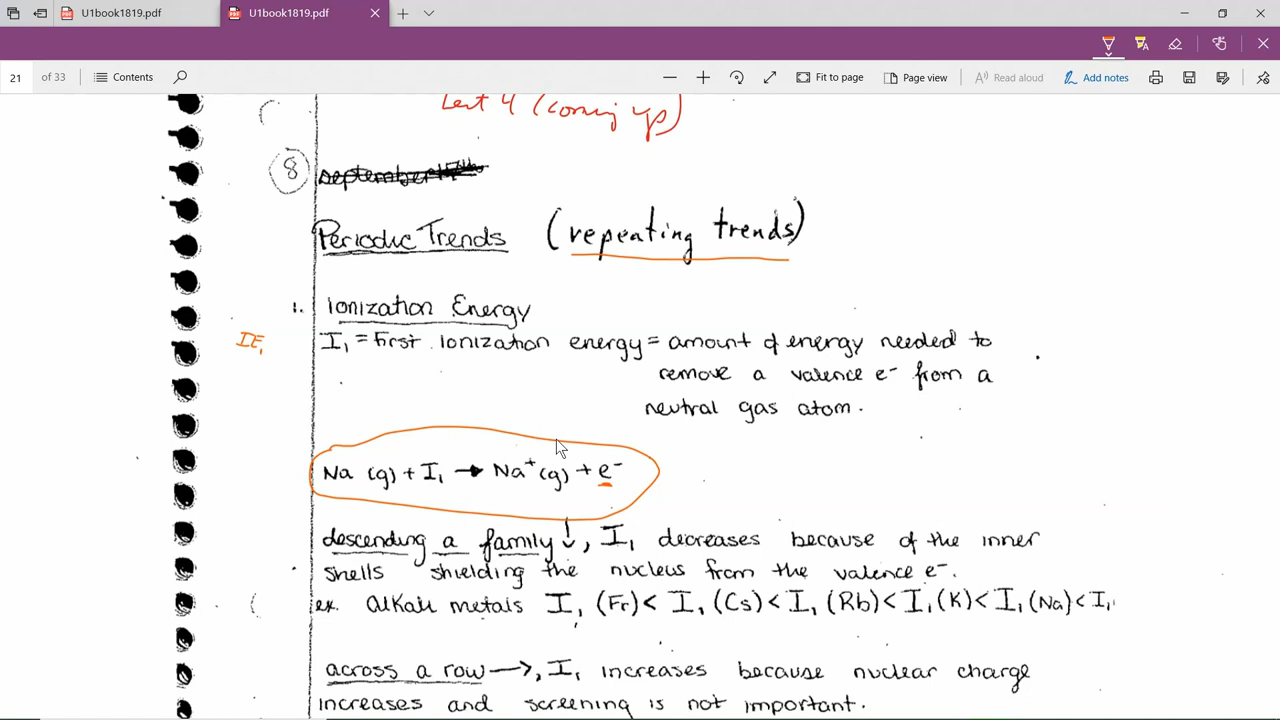 U1book1819.pdf U1book1819.pdf
21 of 33 Contents Fit to page Page view Read aloud Add notes
(coming up)
8 september
Periodic Trends (repeating trends)
1. Ionization Energy
IE₁ I₁ = First ionization energy = amount of energy needed to
remove a valence e⁻ from a
neutral gas atom.
Na (g) + I₁ → Na⁺(g) + e⁻
descending a family ↓, I₁ decreases because of the inner
shells shielding the nucleus from the valence e⁻.
ex. Alkali metals I₁ (Fr) < I₁ (Cs) < I₁ (Rb) < I₁ (K) < I₁ (Na) < I₁
across a row →, I₁ increases because nuclear charge
increases and screening is not important.